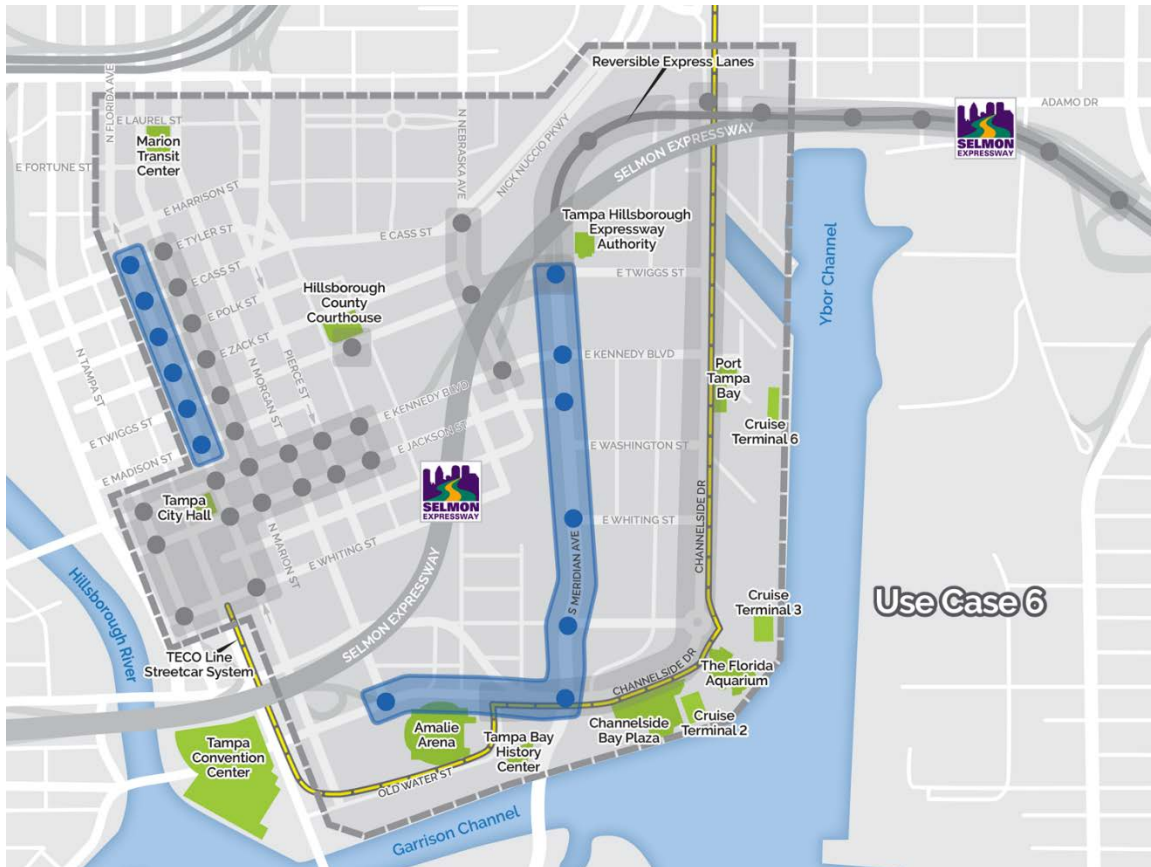 Reversible Express Lanes
N FLORIDA AVE
E LAUREL ST
Marion
Transit
Center
E FORTUNE ST
N NEBRASKA AVE
NICK NUCCIO PKWY
SELMON EXPRESSWAY
ADAMO DR
SELMON
EXPRESSWAY
E HARRISON ST
E TYLER ST
E CASS ST
E CASS ST
Tampa Hillsborough
Expressway
Authority
E TWIGGS ST
Ybor Channel
E POLK ST
Hillsborough
County
Courthouse
E ZACK ST
N TAMPA ST
N MORGAN ST
PIERCE ST
E KENNEDY BLVD
E KENNEDY BLVD
Port
Tampa
Bay
Cruise
Terminal 6
E TWIGGS ST
E JACKSON ST
E MADISON ST
E WASHINGTON ST
SELMON
EXPRESSWAY
Tampa
City Hall
E WHITING ST
E WHITING ST
N MARION ST
S MERIDIAN AVE
CHANNELSIDE DR
Hillsborough River
SELMON EXPRESSWAY
Cruise
Terminal 3
Use Case 6
TECO Line
Streetcar System
CHANNELSIDE DR
The Florida
Aquarium
Amalie
Arena
Tampa Bay
History
Center
Channelside
Bay Plaza
Cruise
Terminal 2
Tampa
Convention
Center
OLD WATER ST
Garrison Channel